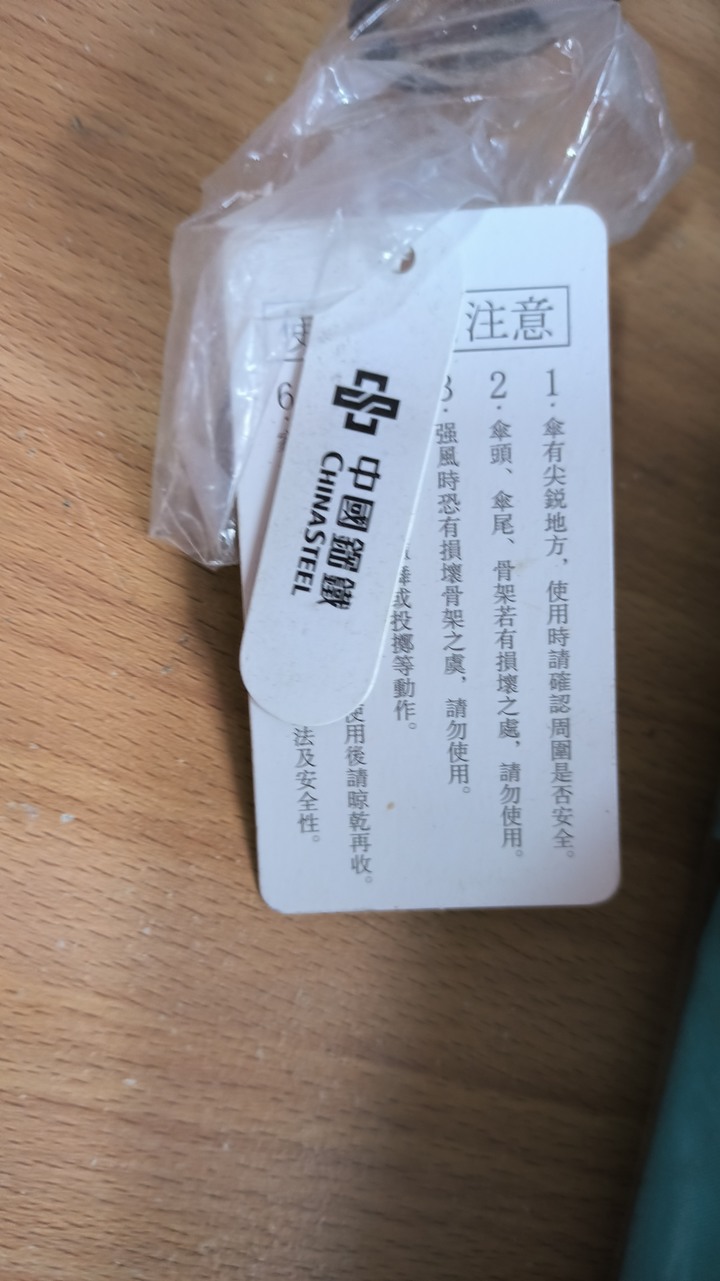 注意
1. 傘有尖銳地方，使用時請確認周圍是否安全。
2. 傘頭、傘尾、骨架若有損壞之處，請勿使用。
3. 强風時恐有損壞骨架之虞，請勿使用。
或投擲等動作。
使用後請晾乾再收。
6.
法及安全性。
中國鋼鐵
CHINASTEEL